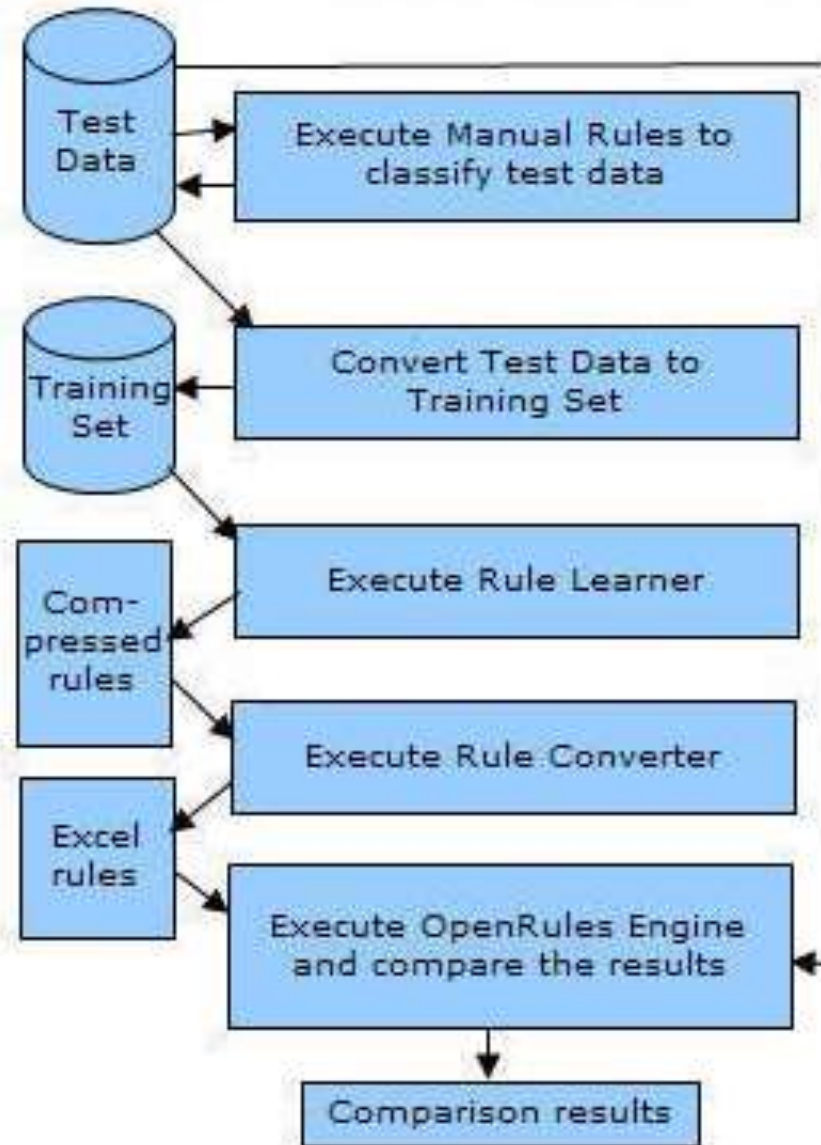 Test
Data
Execute Manual Rules to
classify test data
Training
Set
Convert Test Data to
Training Set
Com-
pressed
rules
Execute Rule Learner
Execute Rule Converter
Excel
rules
Execute OpenRules Engine
and compare the results
Comparison results